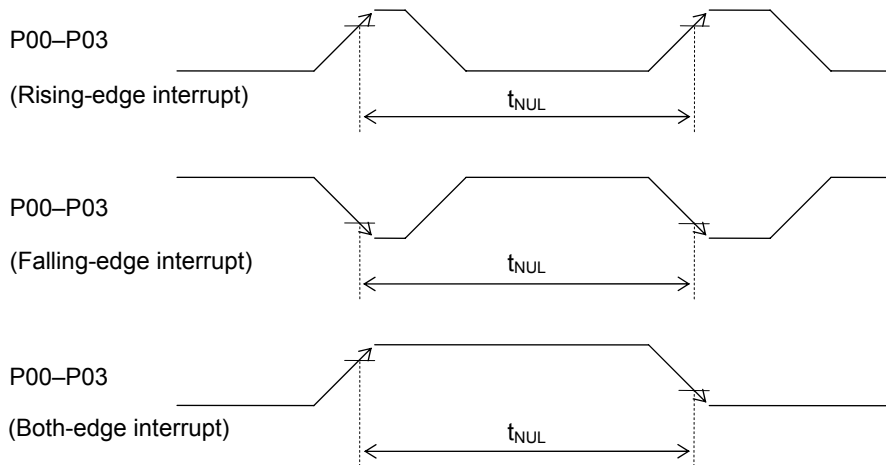 P00–P03
(Rising-edge interrupt)
tNUL
P00–P03
(Falling-edge interrupt)
tNUL
P00–P03
(Both-edge interrupt)
tNUL